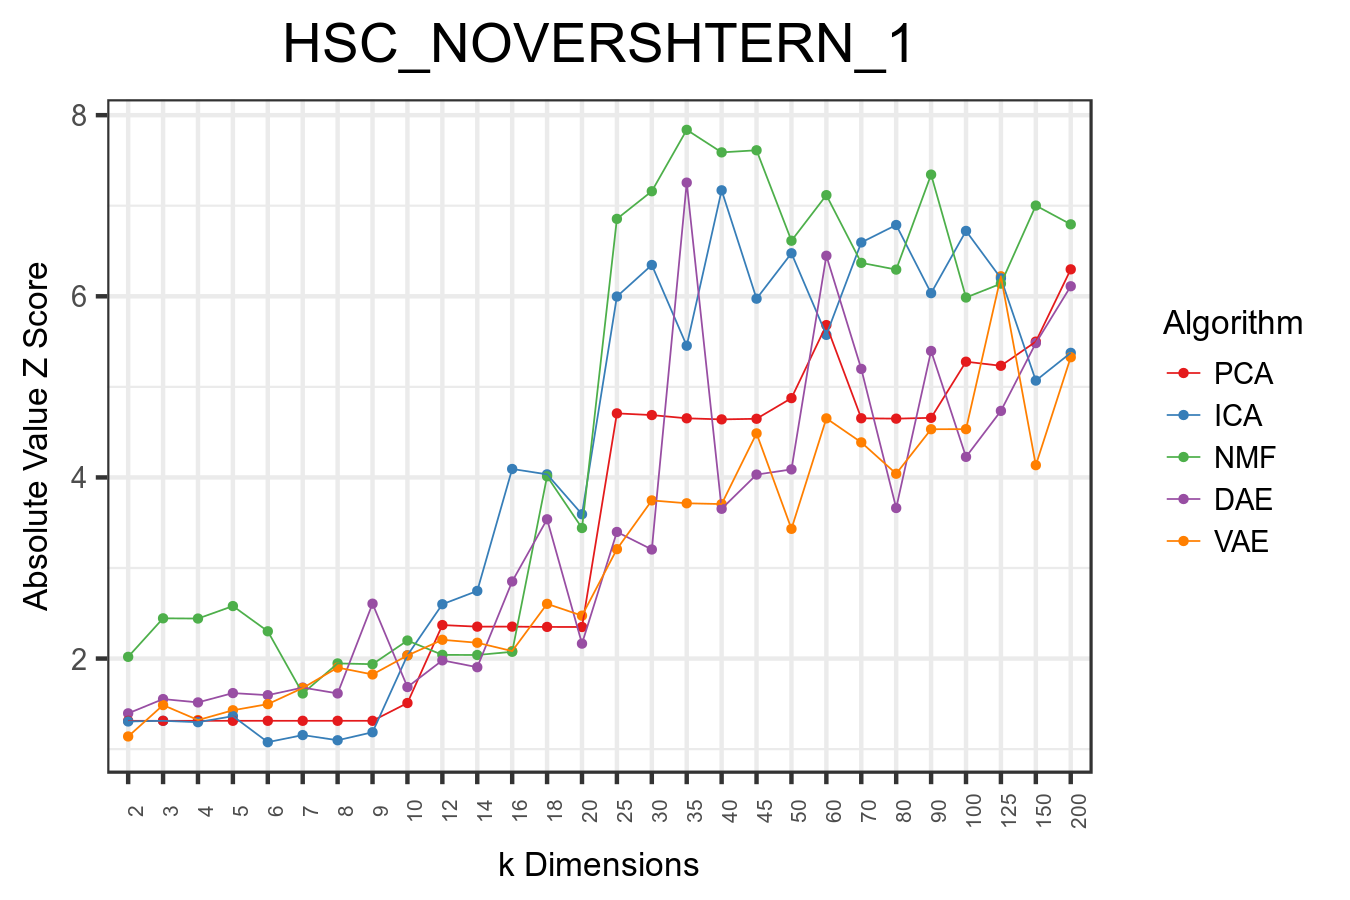 HSC_NOVERSHTERN_1
Absolute Value Z Score
8
6
4
2
2 3 4 5 6 7 8 9 10 12 14 16 18 20 25 30 35 40 45 50 60 70 80 90 100 125 150 200
k Dimensions
Algorithm
PCA
ICA
NMF
DAE
VAE